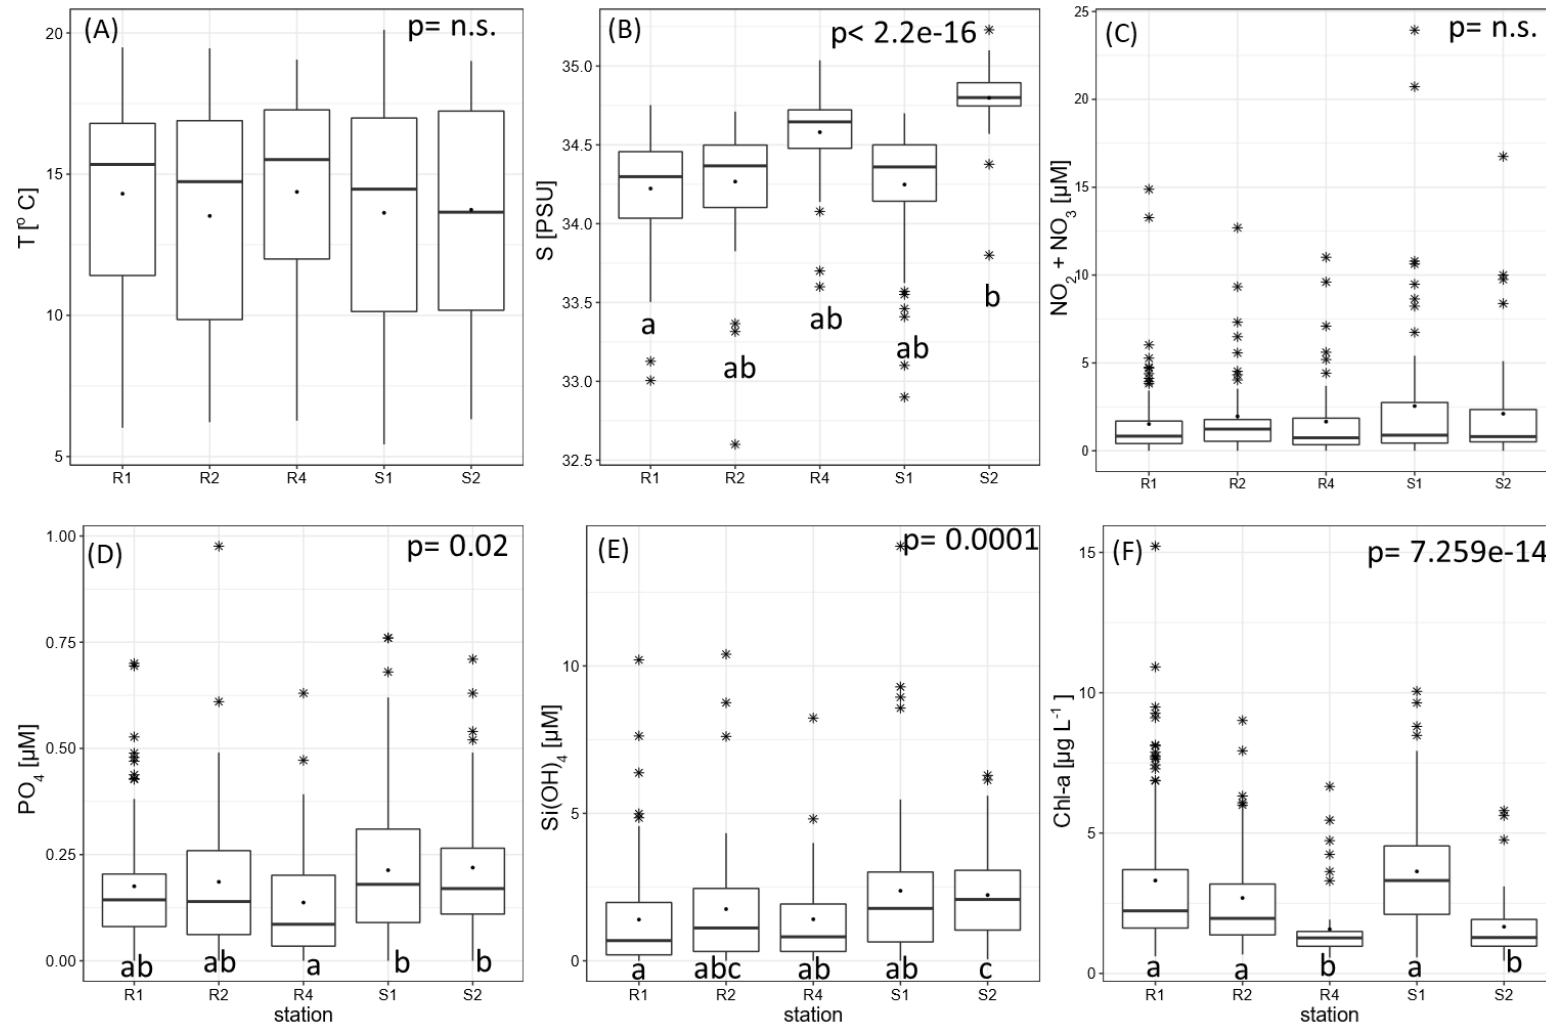 (A)
p= n.s.
T [º C]
20
15
10
5
R1 R2 R4 S1 S2
(B)
p< 2.2e-16
S [PSU]
35.0
34.5
34.0
33.5
33.0
32.5
a ab ab ab b
R1 R2 R4 S1 S2
(C)
p= n.s.
NO2 + NO3 [µM]
25
20
15
10
5
0
R1 R2 R4 S1 S2
(D)
p= 0.02
PO4 [µM]
1.00
0.75
0.50
0.25
0.00
ab ab a b b
R1 R2 R4 S1 S2
station
(E)
p= 0.0001
Si(OH)4 [µM]
10
5
0
a abc ab ab c
R1 R2 R4 S1 S2
station
(F)
p= 7.259e-14
Chl-a [µg L-1 ]
15
10
5
0
a a b a b
R1 R2 R4 S1 S2
station